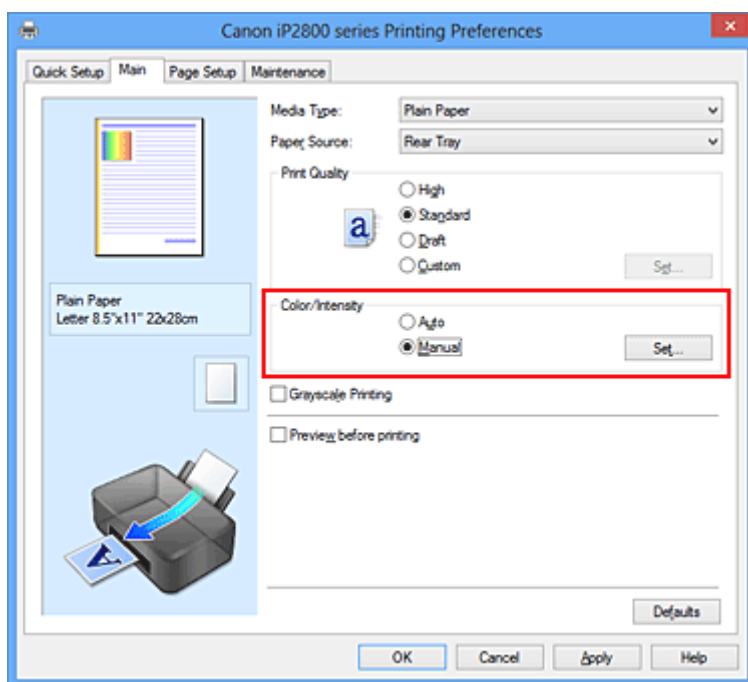 Canon iP2800 series Printing Preferences
Quick Setup Main Page Setup Maintenance
Media Type: Plain Paper
Paper Source: Rear Tray
Print Quality
High
a
Standard
Draft
Custom Set...
Plain Paper
Letter 8.5"x11" 22x28cm
Color/Intensity
Auto
Manual Set...
Grayscale Printing
Preview before printing
A
Defaults
OK Cancel Apply Help